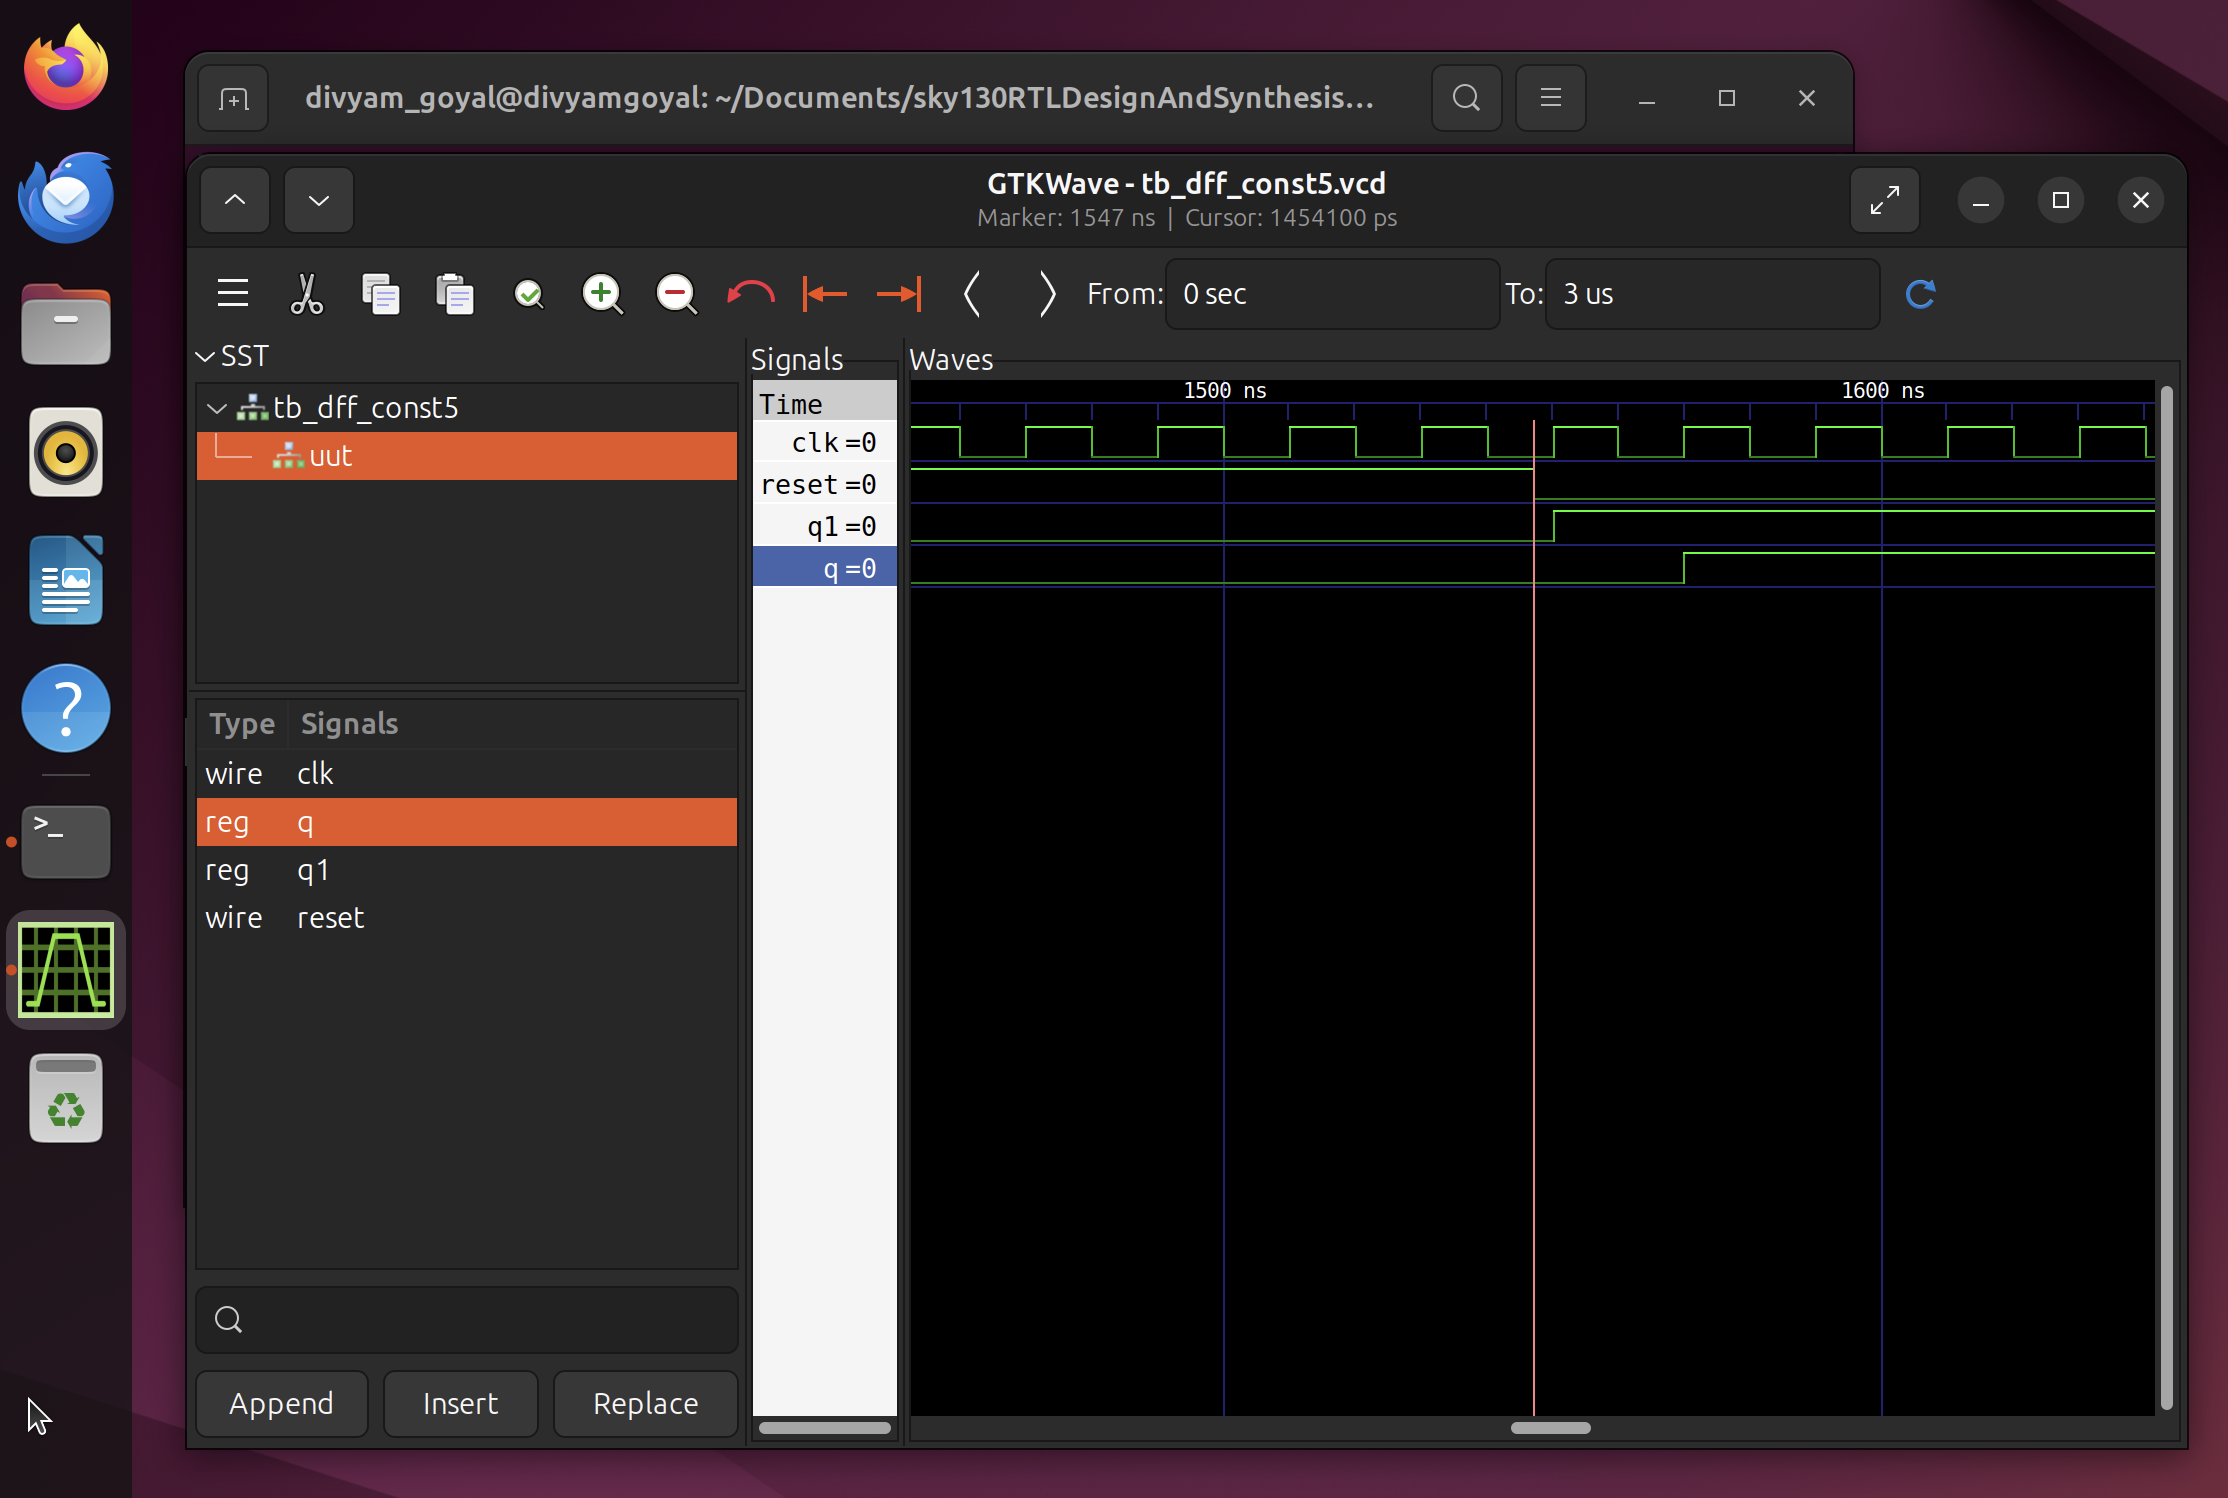 divyam_goyal@divyamgoyal: ~/Documents/sky130RTLDesignAndSynthesis...
GTKWave - tb_dff_const5.vcd
Marker: 1547 ns | Cursor: 1454100 ps
From: 0 sec To: 3 us
SST
tb_dff_const5
uut
Type Signals
wire clk
reg q
reg q1
wire reset
Append Insert Replace
Signals
Time
clk =0
reset =0
q1 =0
q =0
Waves
1500 ns 1600 ns